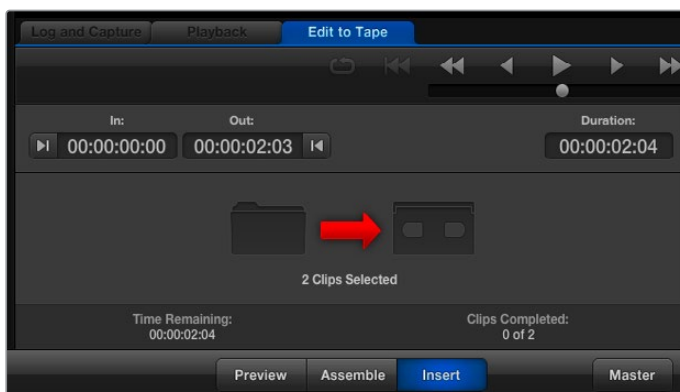 Log and Capture Playback Edit to Tape
In: Out: Duration:
00:00:00:00 00:00:02:03 00:00:02:04
2 Clips Selected
Time Remaining: Clips Completed:
00:00:02:04 0 of 2
Preview Assemble Insert Master